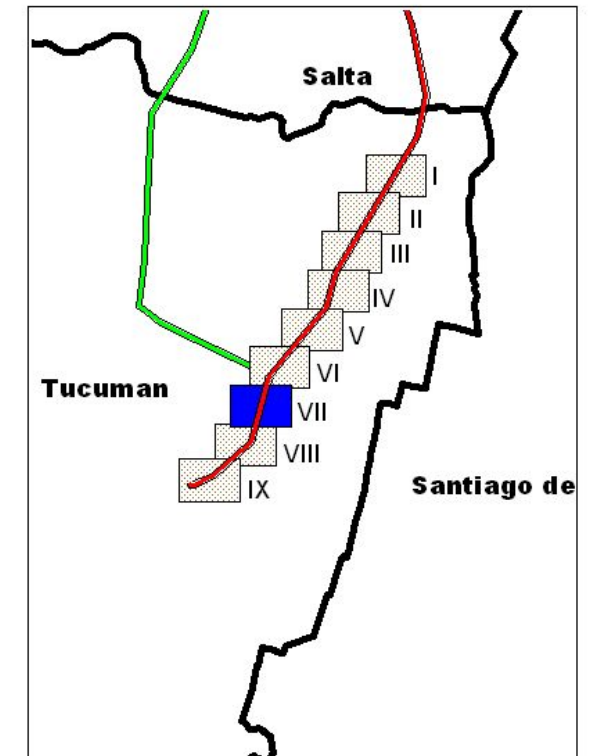 Salta
I
II
III
IV
V
VI
Tucuman
VII
VIII
Santiago de
IX